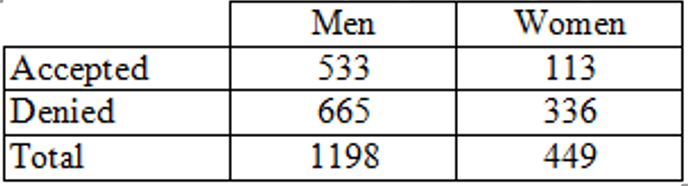 Men Women
Accepted 533 113
Denied 665 336
Total 1198 449